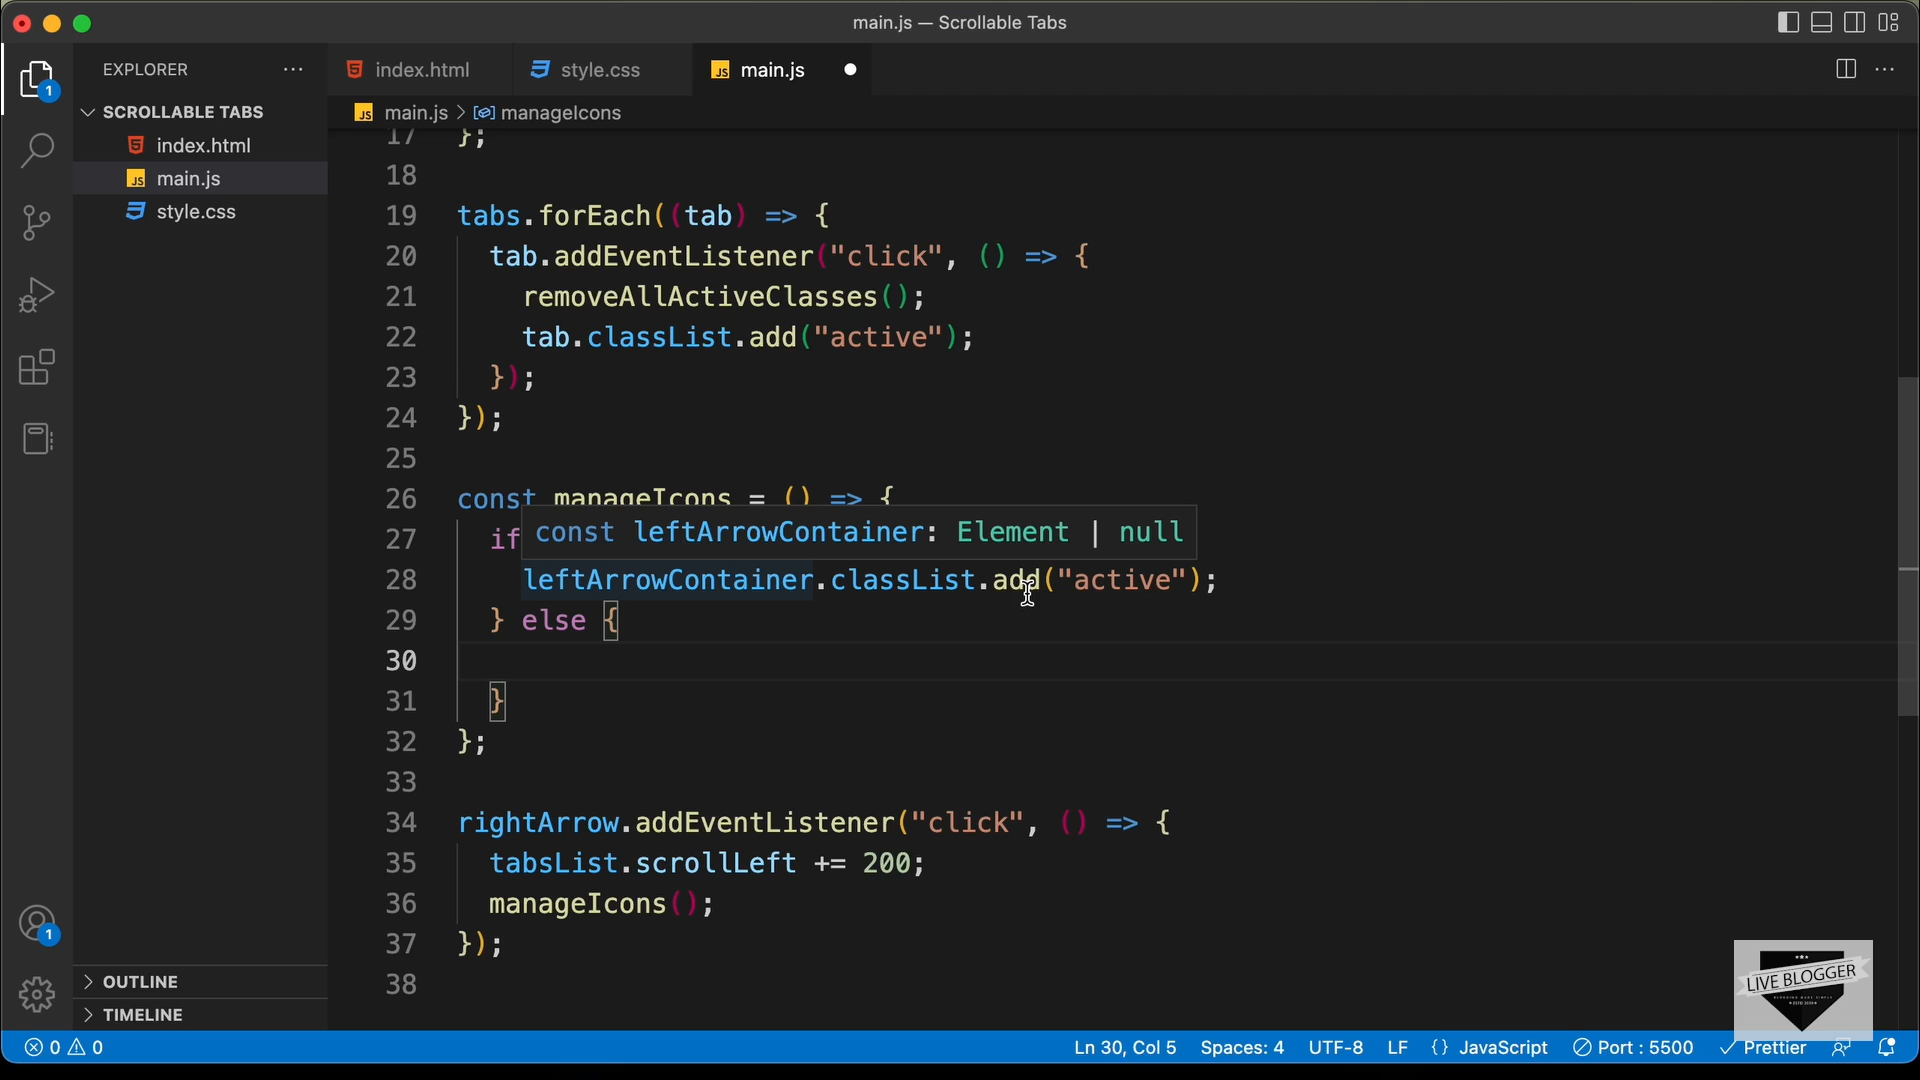 main.js — Scrollable Tabs
EXPLORER
index.html
style.css
main.js
SCROLLABLE TABS
JS main.js > manageIcons
index.html
JS main.js
style.css
17 };
18
19 tabs.forEach((tab) => {
20 tab.addEventListener("click", () => {
21 removeAllActiveClasses();
22 tab.classList.add("active");
23 });
24 });
25
26 const manageIcons = () => {
const leftArrowContainer: Element | null
27 if
28 leftArrowContainer.classList.add("active");
29 } else {
30
31 }
32 };
33
34 rightArrow.addEventListener("click", () => {
35 tabsList.scrollLeft += 200;
36 manageIcons();
37 });
38
1
1
OUTLINE
TIMELINE
LIVE BLOGGER
0 0
Ln 30, Col 5 Spaces: 4 UTF-8 LF {} JavaScript Port : 5500 Prettier